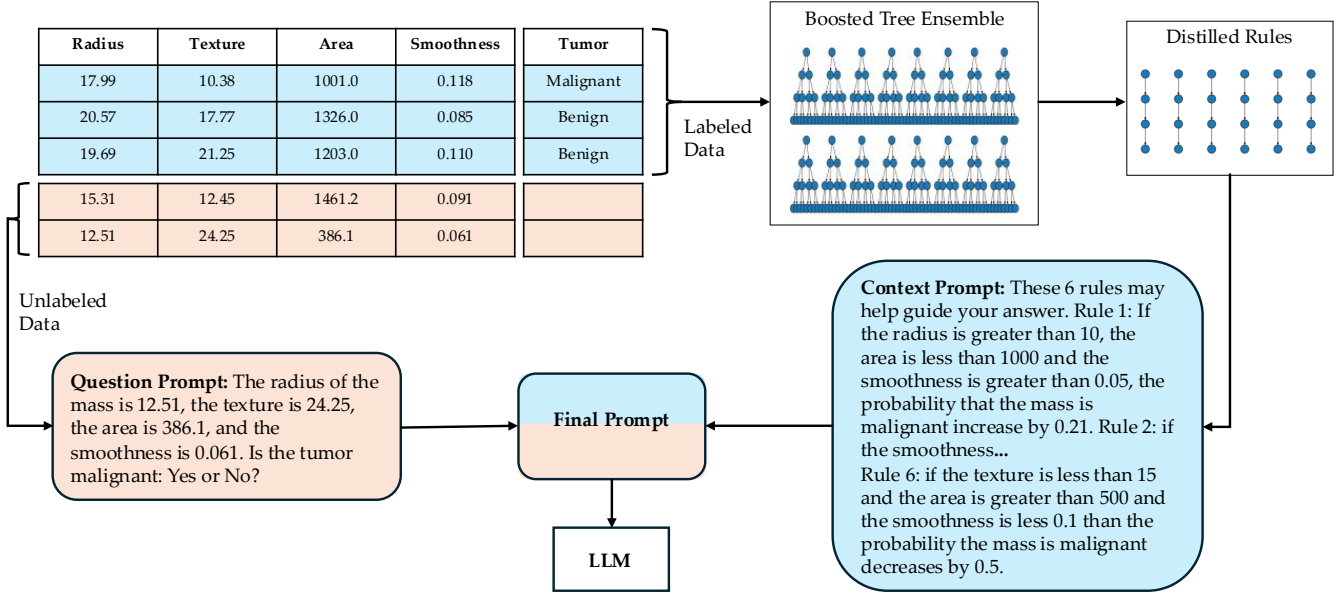 Radius Texture Area Smoothness Tumor
17.99 10.38 1001.0 0.118 Malignant
20.57 17.77 1326.0 0.085 Benign
19.69 21.25 1203.0 0.110 Benign
15.31 12.45 1461.2 0.091
12.51 24.25 386.1 0.061
Labeled
Data
Boosted Tree Ensemble
Distilled Rules
Unlabeled
Data
Question Prompt: The radius of the
mass is 12.51, the texture is 24.25,
the area is 386.1, and the
smoothness is 0.061. Is the tumor
malignant: Yes or No?
Final Prompt
LLM
Context Prompt: These 6 rules may
help guide your answer. Rule 1: If
the radius is greater than 10, the
area is less than 1000 and the
smoothness is greater than 0.05, the
probability that the mass is
malignant increase by 0.21. Rule 2: if
the smoothness...
Rule 6: if the texture is less than 15
and the area is greater than 500 and
the smoothness is less 0.1 than the
probability the mass is malignant
decreases by 0.5.